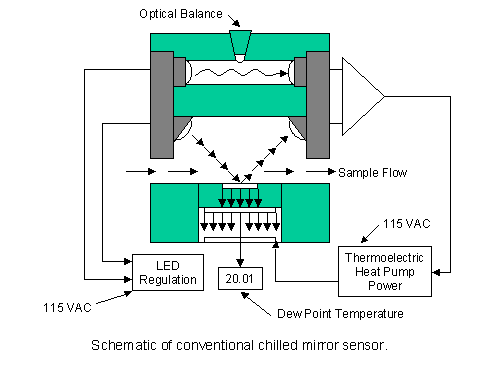 Optical Balance
Sample Flow
115 VAC
Thermoelectric
Heat Pump
Power
LED
Regulation
20.01
115 VAC
Dew Point Temperature
Schematic of conventional chilled mirror sensor.